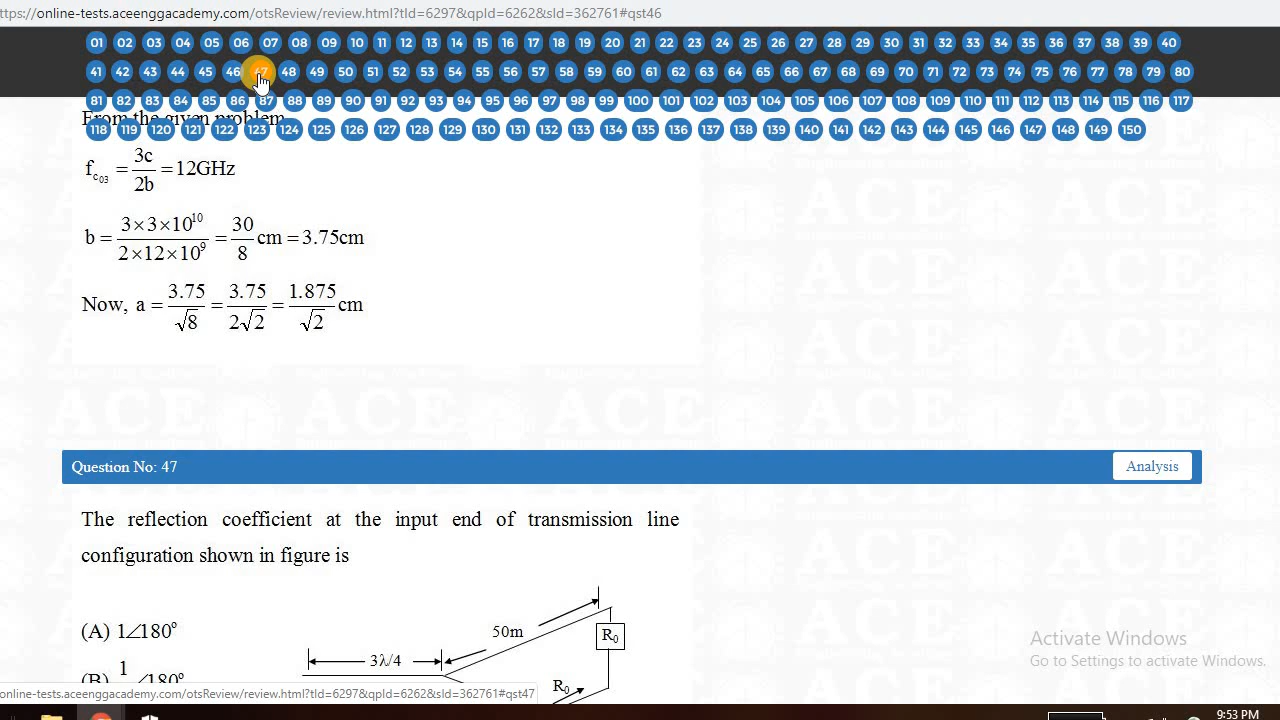 ttps://online-tests.aceenggacademy.com/otsReview/review.html?tId=6297&qpId=6262&sId=362761#qst46
01 02 03 04 05 06 07 08 09 10 11 12 13 14 15 16 17 18 19 20 21 22 23 24 25 26 27 28 29 30 31 32 33 34 35 36 37 38 39 40
41 42 43 44 45 46 47 48 49 50 51 52 53 54 55 56 57 58 59 60 61 62 63 64 65 66 67 68 69 70 71 72 73 74 75 76 77 78 79 80
81 82 83 84 85 86 87 88 89 90 91 92 93 94 95 96 97 98 99 100 101 102 103 104 105 106 107 108 109 110 111 112 113 114 115 116 117
From the given problem
118 119 120 121 122 123 124 125 126 127 128 129 130 131 132 133 134 135 136 137 138 139 140 141 142 143 144 145 146 147 148 149 150
f_{c_{03}} = 3c/2b = 12GHz
b = 3×3×10^{10}/2×12×10^9 = 30/8 cm = 3.75cm
Now, a = 3.75/√8 = 3.75/2√2 = 1.875/√2 cm
Question No: 47 Analysis
The reflection coefficient at the input end of transmission line
configuration shown in figure is
(A) 1∠180°
50m
R₀
3λ/4
(B) 1 ∠180°
R₀
Activate Windows
Go to Settings to activate Windows.
online-tests.aceenggacademy.com/otsReview/review.html?tId=6297&qpId=6262&sId=362761#qst47
9:53 PM
ACE